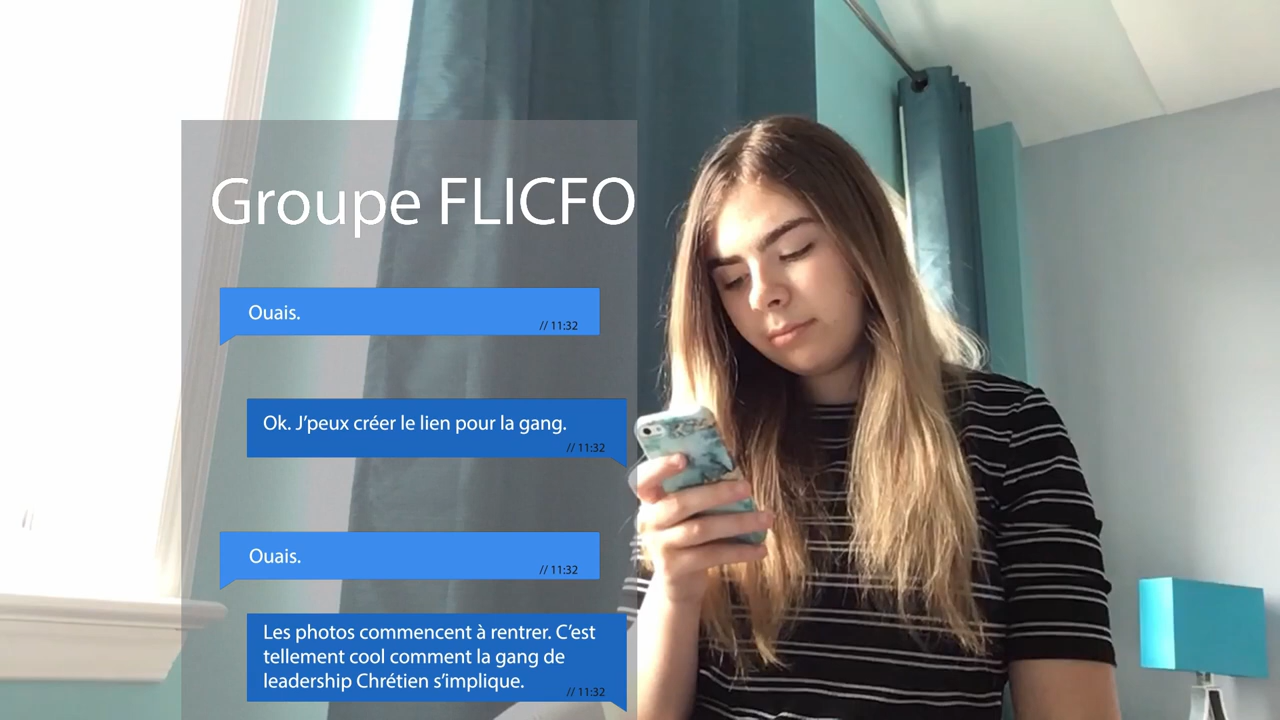 Groupe FLICFO
Ouais.
// 11:32
Ok. J’peux créer le lien pour la gang.
// 11:32
Ouais.
// 11:32
Les photos commencent à rentrer. C’est
tellement cool comment la gang de
leadership Chrétien s’implique.
// 11:32